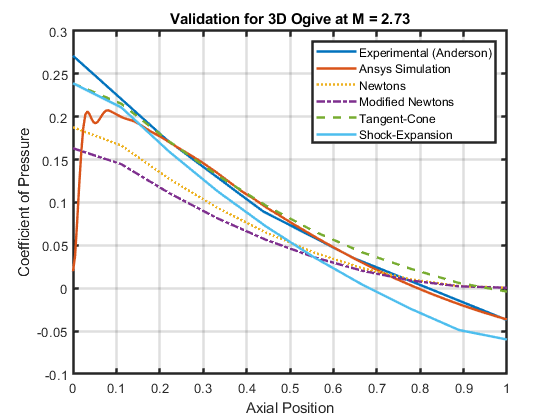 Validation for 3D Ogive at M = 2.73
Experimental (Anderson)
Ansys Simulation
Newtons
Modified Newtons
Tangent-Cone
Shock-Expansion
Coefficient of Pressure
0.3
0.25
0.2
0.15
0.1
0.05
0
-0.05
-0.1
0 0.1 0.2 0.3 0.4 0.5 0.6 0.7 0.8 0.9 1
Axial Position